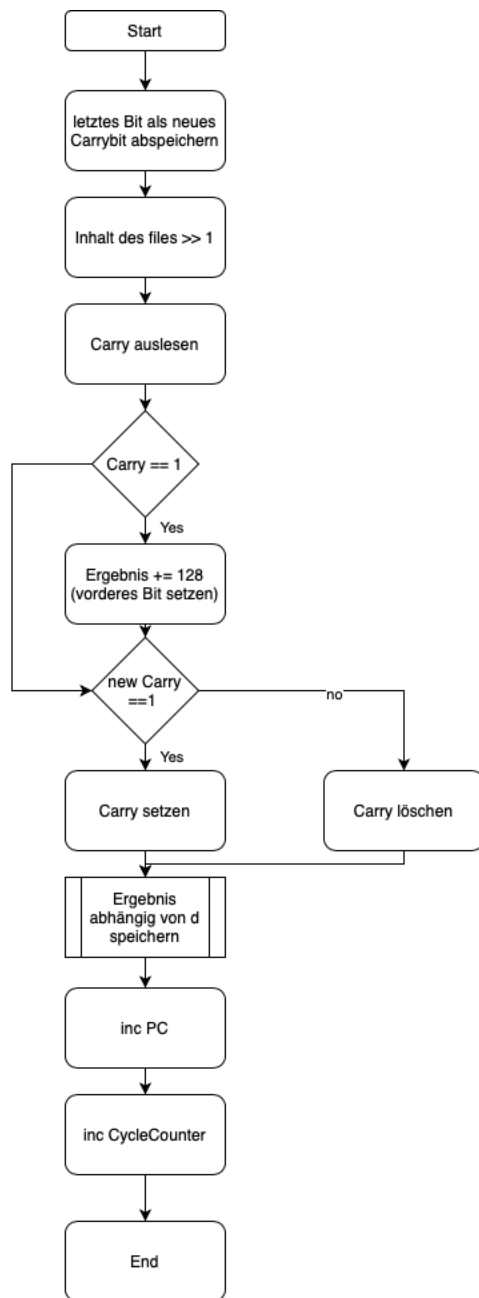 Start
letztes Bit als neues
Carrybit abspeichern
Inhalt des files >> 1
Carry auslesen
Carry == 1
Yes
Ergebnis += 128
(vorderes Bit setzen)
new Carry
==1
no
Yes
Carry setzen
Carry löschen
Ergebnis
abhängig von d
speichern
inc PC
inc CycleCounter
End